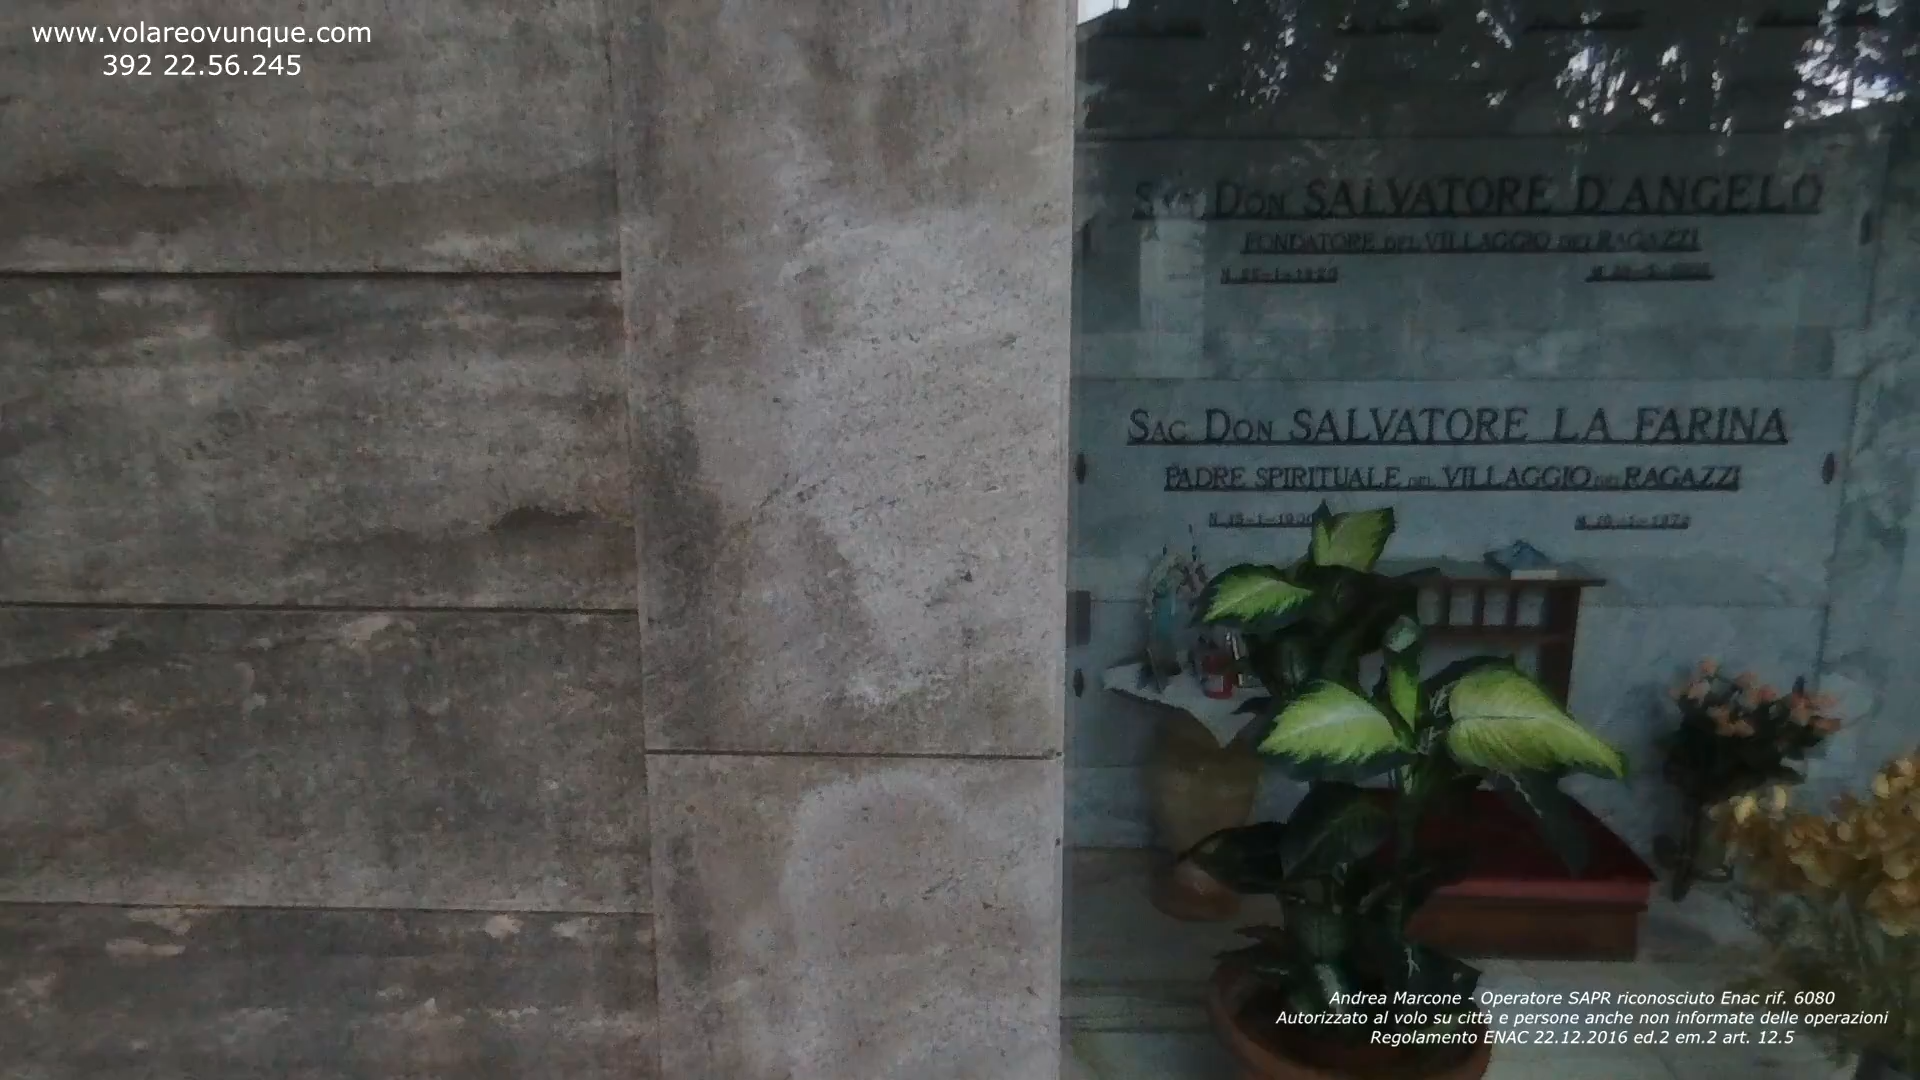 www.volareovunque.com
392 22.56.245
SAC DON SALVATORE D'ANGELO
FONDATORE DEL VILLAGGIO DEI RAGAZZI
SAC DON SALVATORE LA FARINA
PADRE SPIRITUALE DEL VILLAGGIO DEI RAGAZZI
Andrea Marcone - Operatore SAPR riconosciuto Enac rif. 6080
Autorizzato al volo su città e persone anche non informate delle operazioni
Regolamento ENAC 22.12.2016 ed.2 em.2 art. 12.5